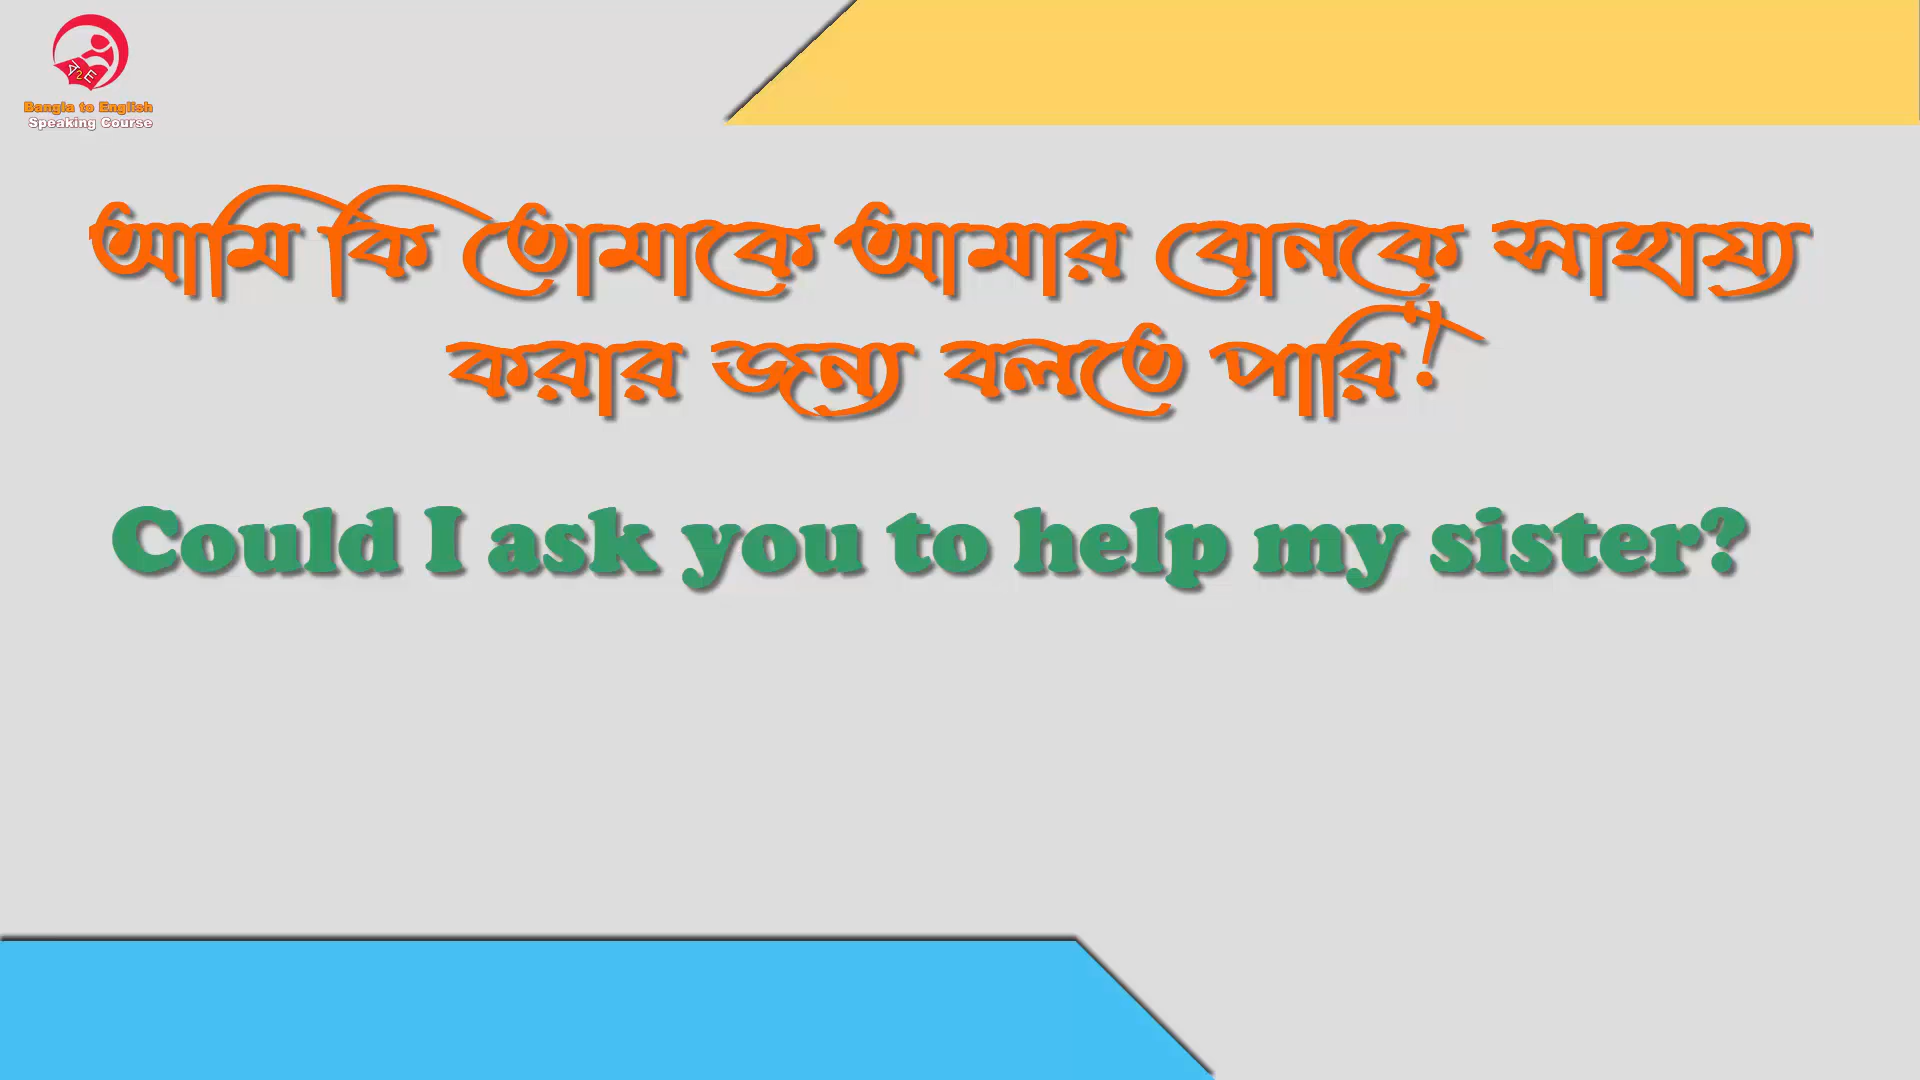 Bangla to English
Speaking Course
আমি কি তোমাকে আমার বোনকে সাহায্য
করার জন্য বলতে পারি!
Could I ask you to help my sister?